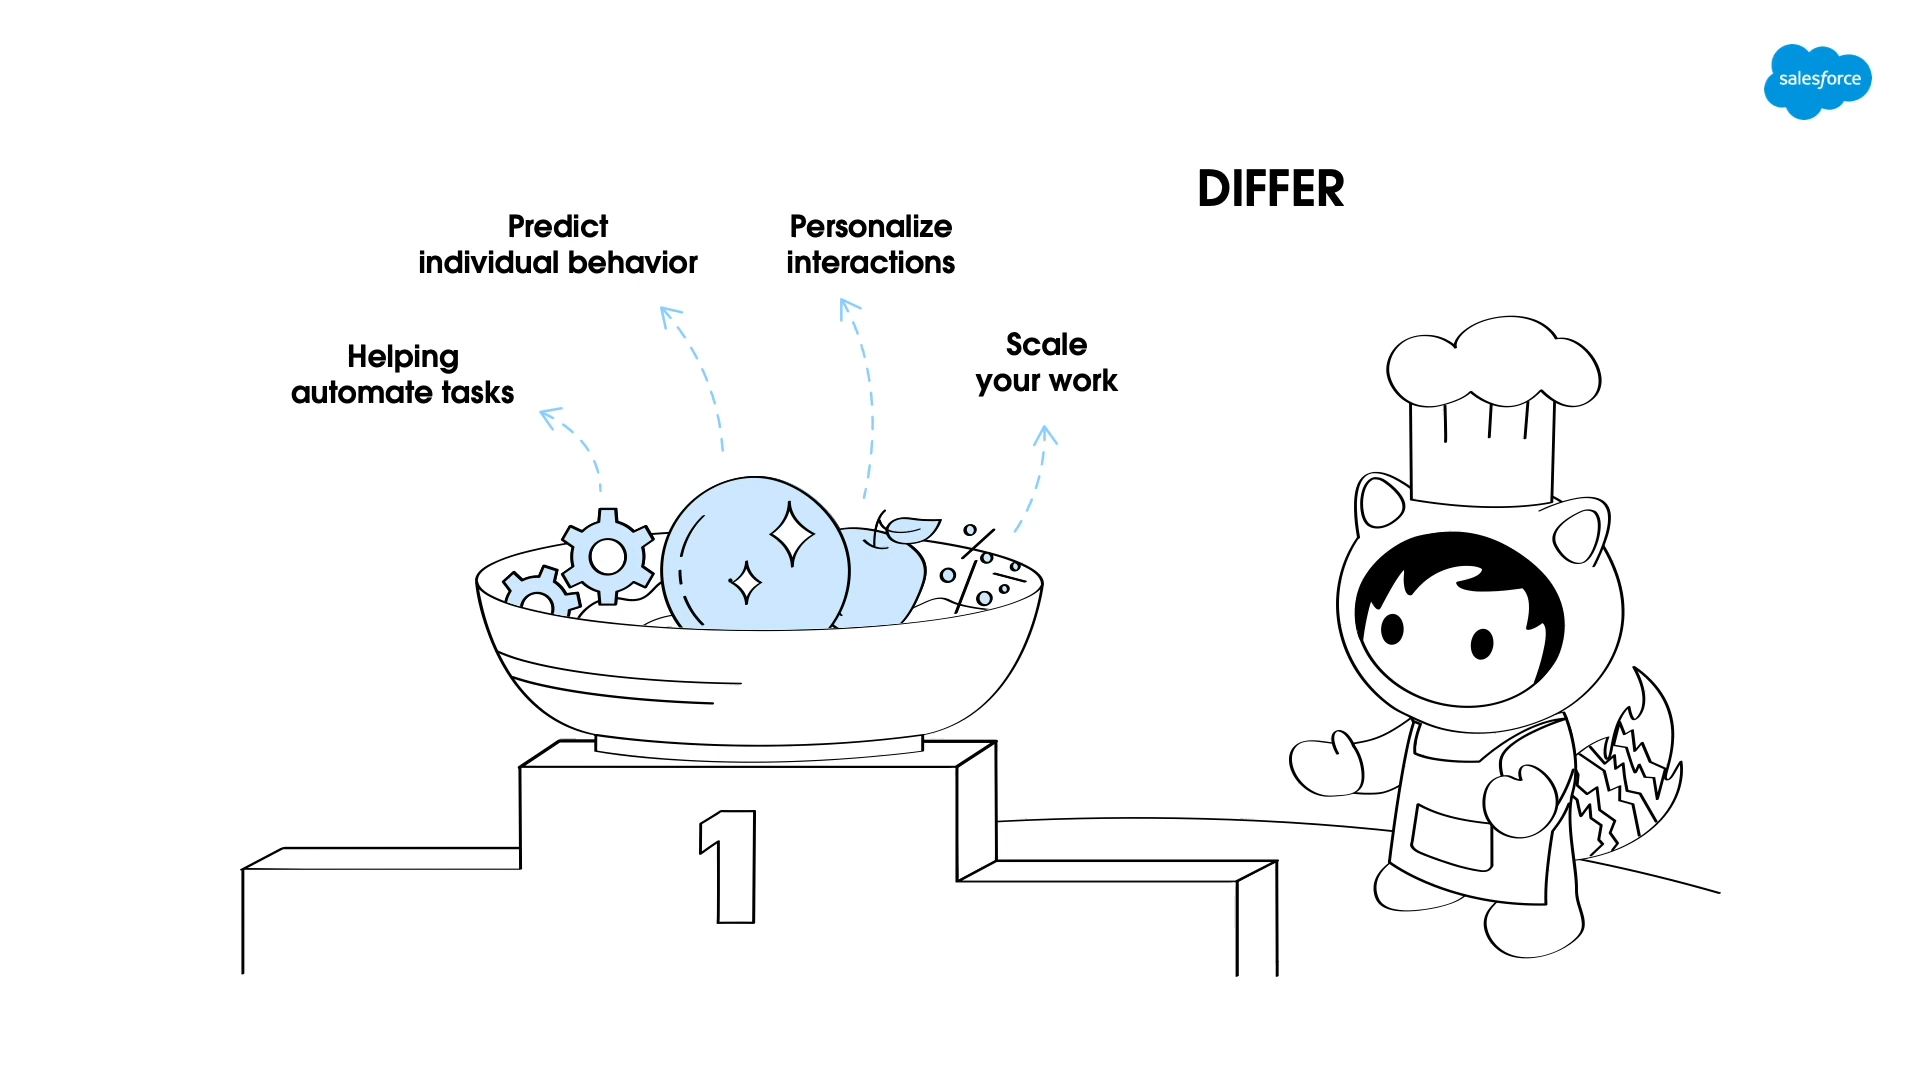 salesforce
DIFFER
Predict
individual behavior
Personalize
interactions
Helping
automate tasks
Scale
your work
1